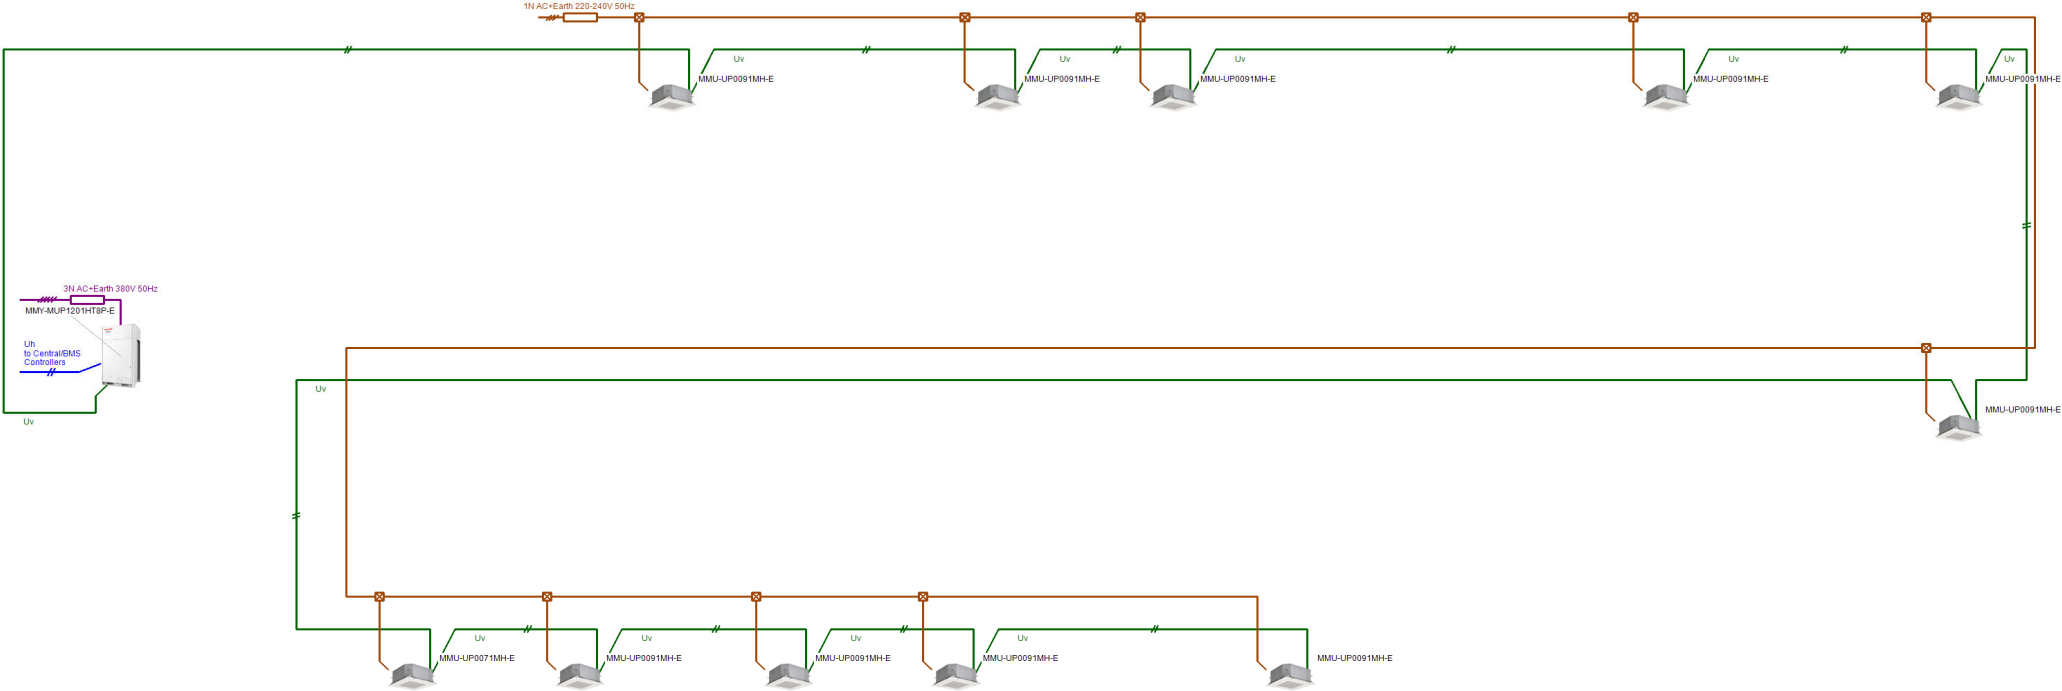 1N AC+Earth 220-240V 50Hz
Uv
Uv
Uv
Uv
Uv
MMU-UP0091MH-E
MMU-UP0091MH-E
MMU-UP0091MH-E
MMU-UP0091MH-E
MMU-UP0091MH-E
3N AC+Earth 380V 50Hz
MMY-MUP1201HT8P-E
Uh
to Central/BMS
Controllers
Uv
Uv
MMU-UP0091MH-E
Uv
Uv
Uv
Uv
MMU-UP0071MH-E
MMU-UP0091MH-E
MMU-UP0091MH-E
MMU-UP0091MH-E
MMU-UP0091MH-E